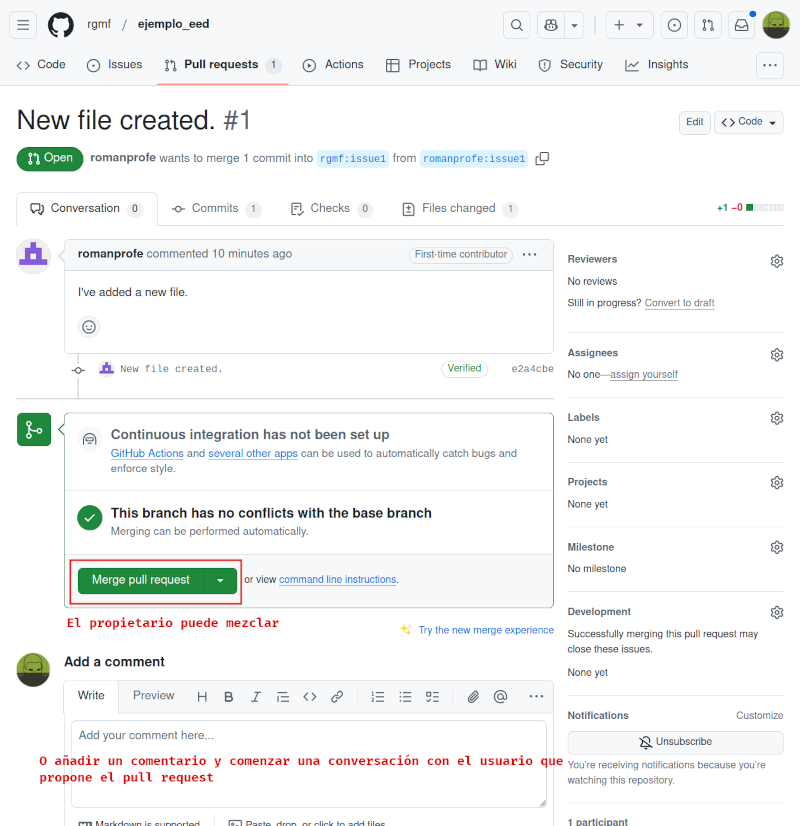 rgmf / ejemplo_eed
Code Issues Pull requests 1 Actions Projects Wiki Security Insights
New file created. #1
Edit Code
Open romanprofe wants to merge 1 commit into rgmf:issue1 from romanprofe:issue1
Conversation 0 Commits 1 Checks 0 Files changed 1
+1 −0
romanprofe commented 10 minutes ago First-time contributor
I've added a new file.
New file created. Verified e2a4cbe
Continuous integration has not been set up
GitHub Actions and several other apps can be used to automatically catch bugs and
enforce style.
This branch has no conflicts with the base branch
Merging can be performed automatically.
Merge pull request or view command line instructions.
El propietario puede mezclar
Try the new merge experience
Add a comment
Write Preview H B I
Add your comment here...
O añadir un comentario y comenzar una conversación con el usuario que
propone el pull request
Markdown is supported Paste, drop, or click to add files
Reviewers
No reviews
Still in progress? Convert to draft
Assignees
No one—assign yourself
Labels
None yet
Projects
None yet
Milestone
No milestone
Development
Successfully merging this pull request may
close these issues.
None yet
Notifications Customize
Unsubscribe
You're receiving notifications because you're
watching this repository.
1 participant